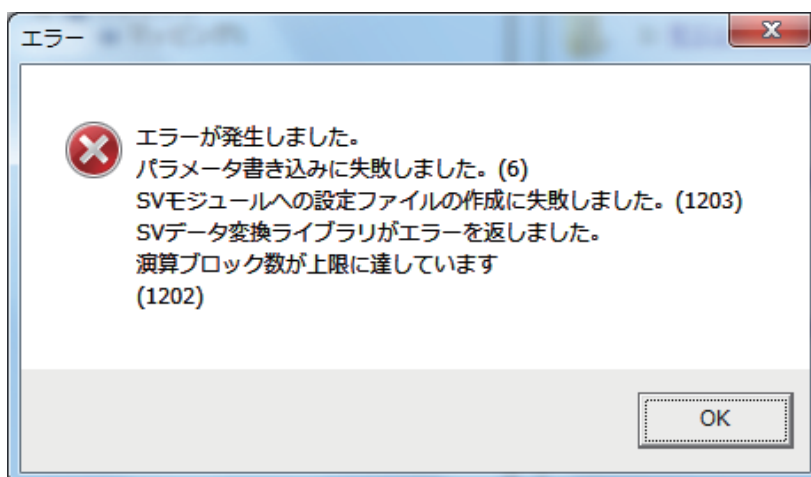 エラー
エラーが発生しました。
パラメータ書き込みに失敗しました。(6)
SVモジュールへの設定ファイルの作成に失敗しました。(1203)
SVデータ変換ライブラリがエラーを返しました。
演算ブロック数が上限に達しています
(1202)
OK